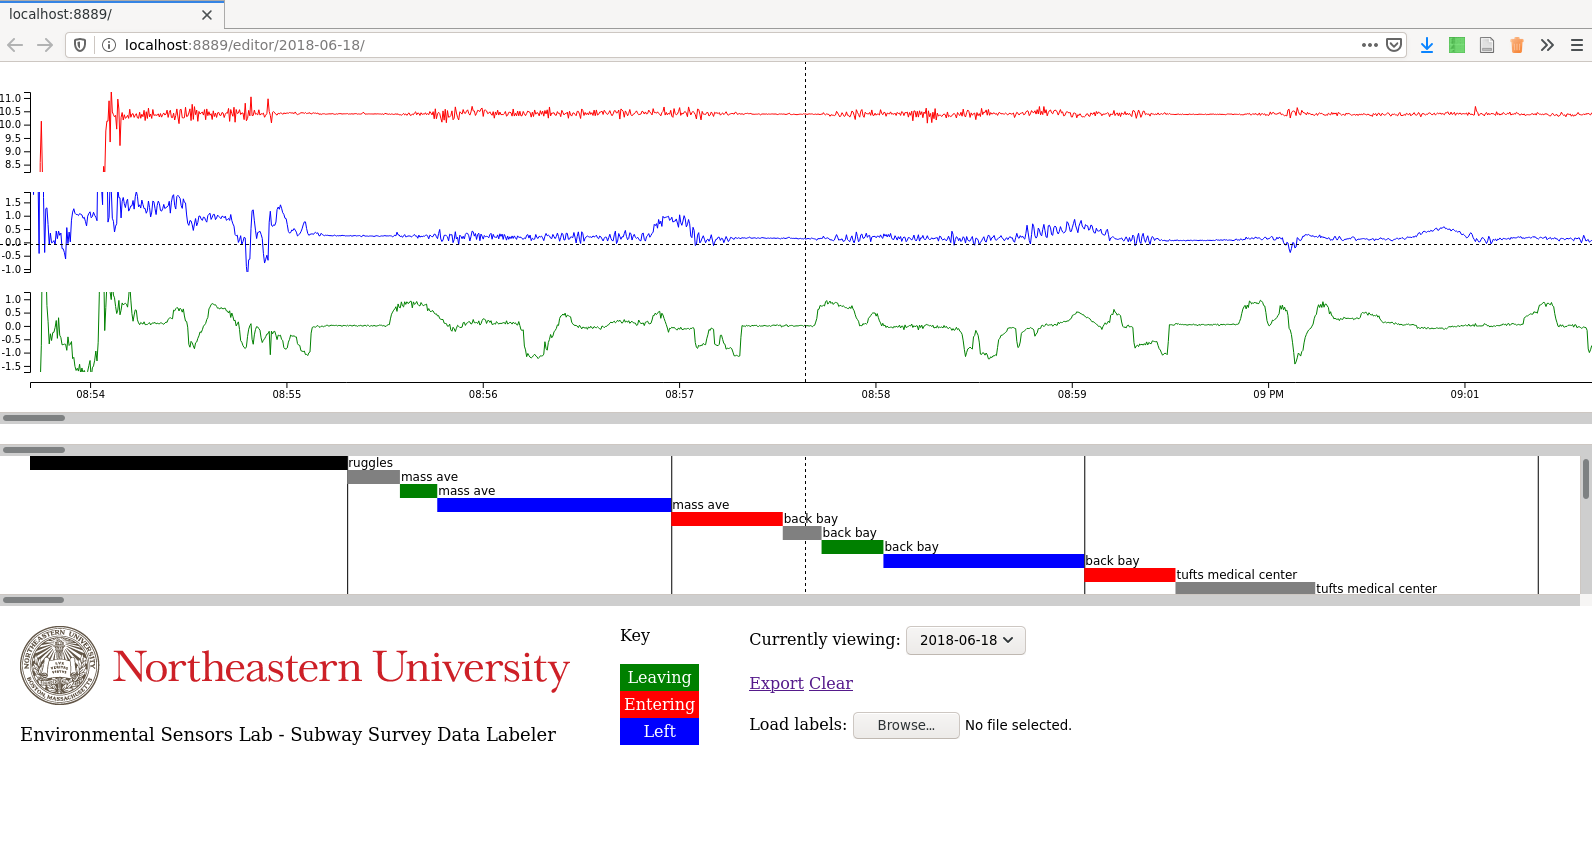 localhost:8889/
localhost:8889/editor/2018-06-18/
11.0
10.5
10.0
9.5
9.0
8.5
1.5
1.0
0.5
0.0
-0.5
-1.0
1.0
0.5
0.0
-0.5
-1.0
-1.5
08:54 08:55 08:56 08:57 08:58 08:59 09 PM 09:01
ruggles
mass ave
mass ave
mass ave
back bay
back bay
back bay
back bay
tufts medical center
tufts medical center
Northeastern University
Environmental Sensors Lab - Subway Survey Data Labeler
Key
Leaving
Entering
Left
Currently viewing: 2018-06-18
Export Clear
Load labels: Browse... No file selected.